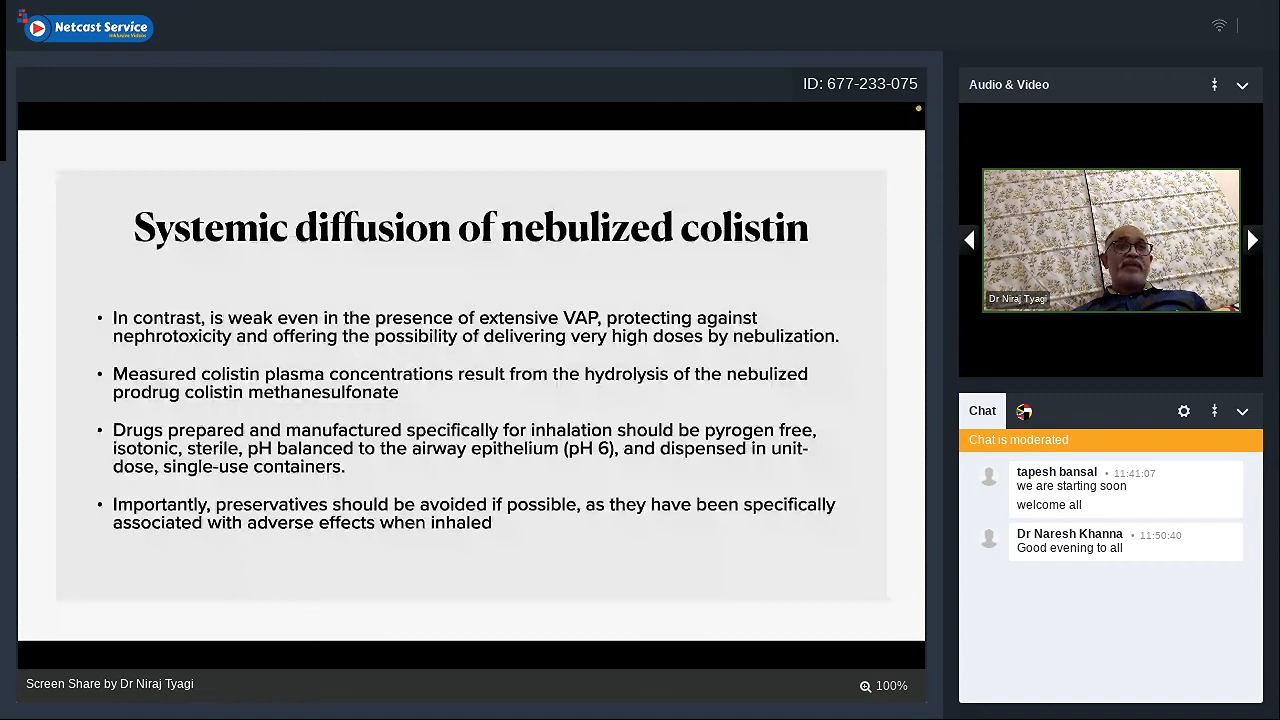 Netcast Service
Inklusive Videos
ID: 677-233-075
Systemic diffusion of nebulized colistin
• In contrast, is weak even in the presence of extensive VAP, protecting against
nephrotoxicity and offering the possibility of delivering very high doses by nebulization.
• Measured colistin plasma concentrations result from the hydrolysis of the nebulized
prodrug colistin methanesulfonate
• Drugs prepared and manufactured specifically for inhalation should be pyrogen free,
isotonic, sterile, pH balanced to the airway epithelium (pH 6), and dispensed in unit-
dose, single-use containers.
• Importantly, preservatives should be avoided if possible, as they have been specifically
associated with adverse effects when inhaled
Screen Share by Dr Niraj Tyagi
100%
Audio & Video
Dr Niraj Tyagi
Chat
Chat is moderated
tapesh bansal • 11:41:07
we are starting soon
welcome all
Dr Naresh Khanna • 11:50:40
Good evening to all